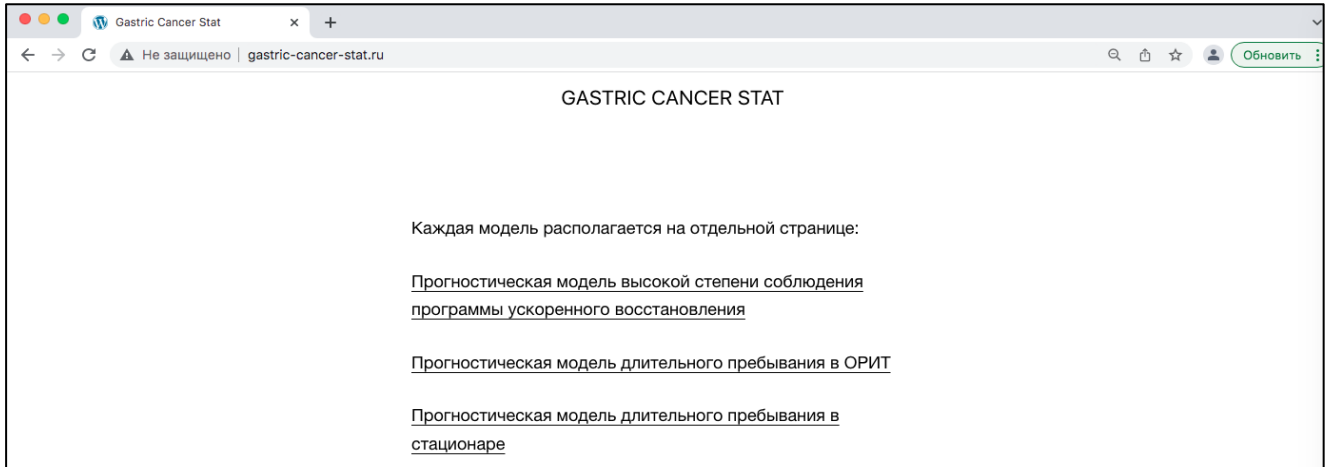 Gastric Cancer Stat
Не защищено gastric-cancer-stat.ru Обновить
GASTRIC CANCER STAT
Каждая модель располагается на отдельной странице:
Прогностическая модель высокой степени соблюдения
программы ускоренного восстановления
Прогностическая модель длительного пребывания в ОРИТ
Прогностическая модель длительного пребывания в
стационаре